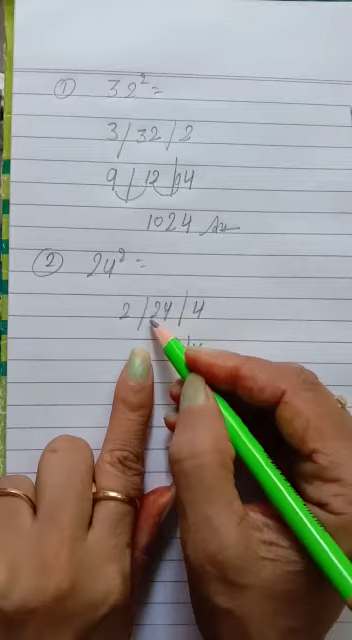 ① 32² =
3 / 32 / 2
9 | 12 | 4
1024 Ans
② 24² =
2 / 24 / 4